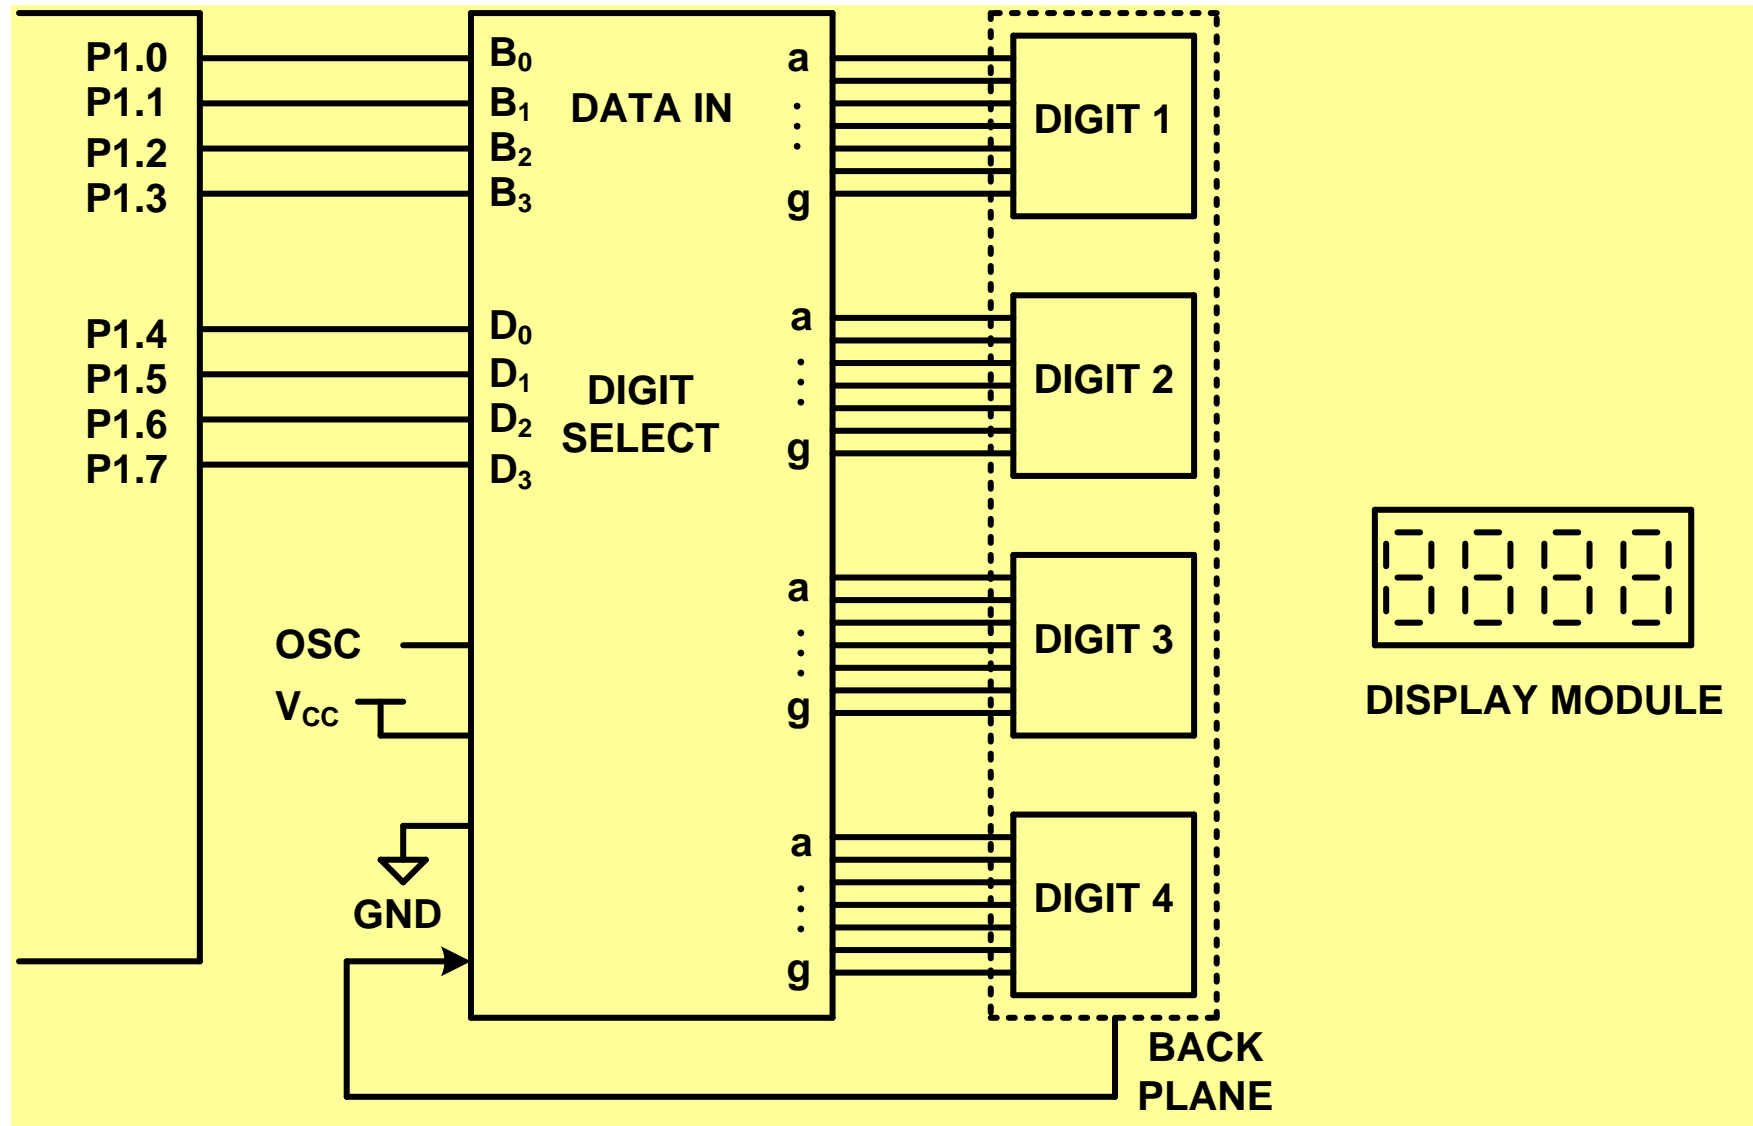 P1.0
P1.1
P1.2
P1.3
P1.4
P1.5
P1.6
P1.7
B0
B1
B2
B3
DATA IN
D0
D1
D2
D3
DIGIT
SELECT
OSC
VCC
GND
a
g
a
g
a
g
a
g
DIGIT 1
DIGIT 2
DIGIT 3
DIGIT 4
BACK
PLANE
DISPLAY MODULE